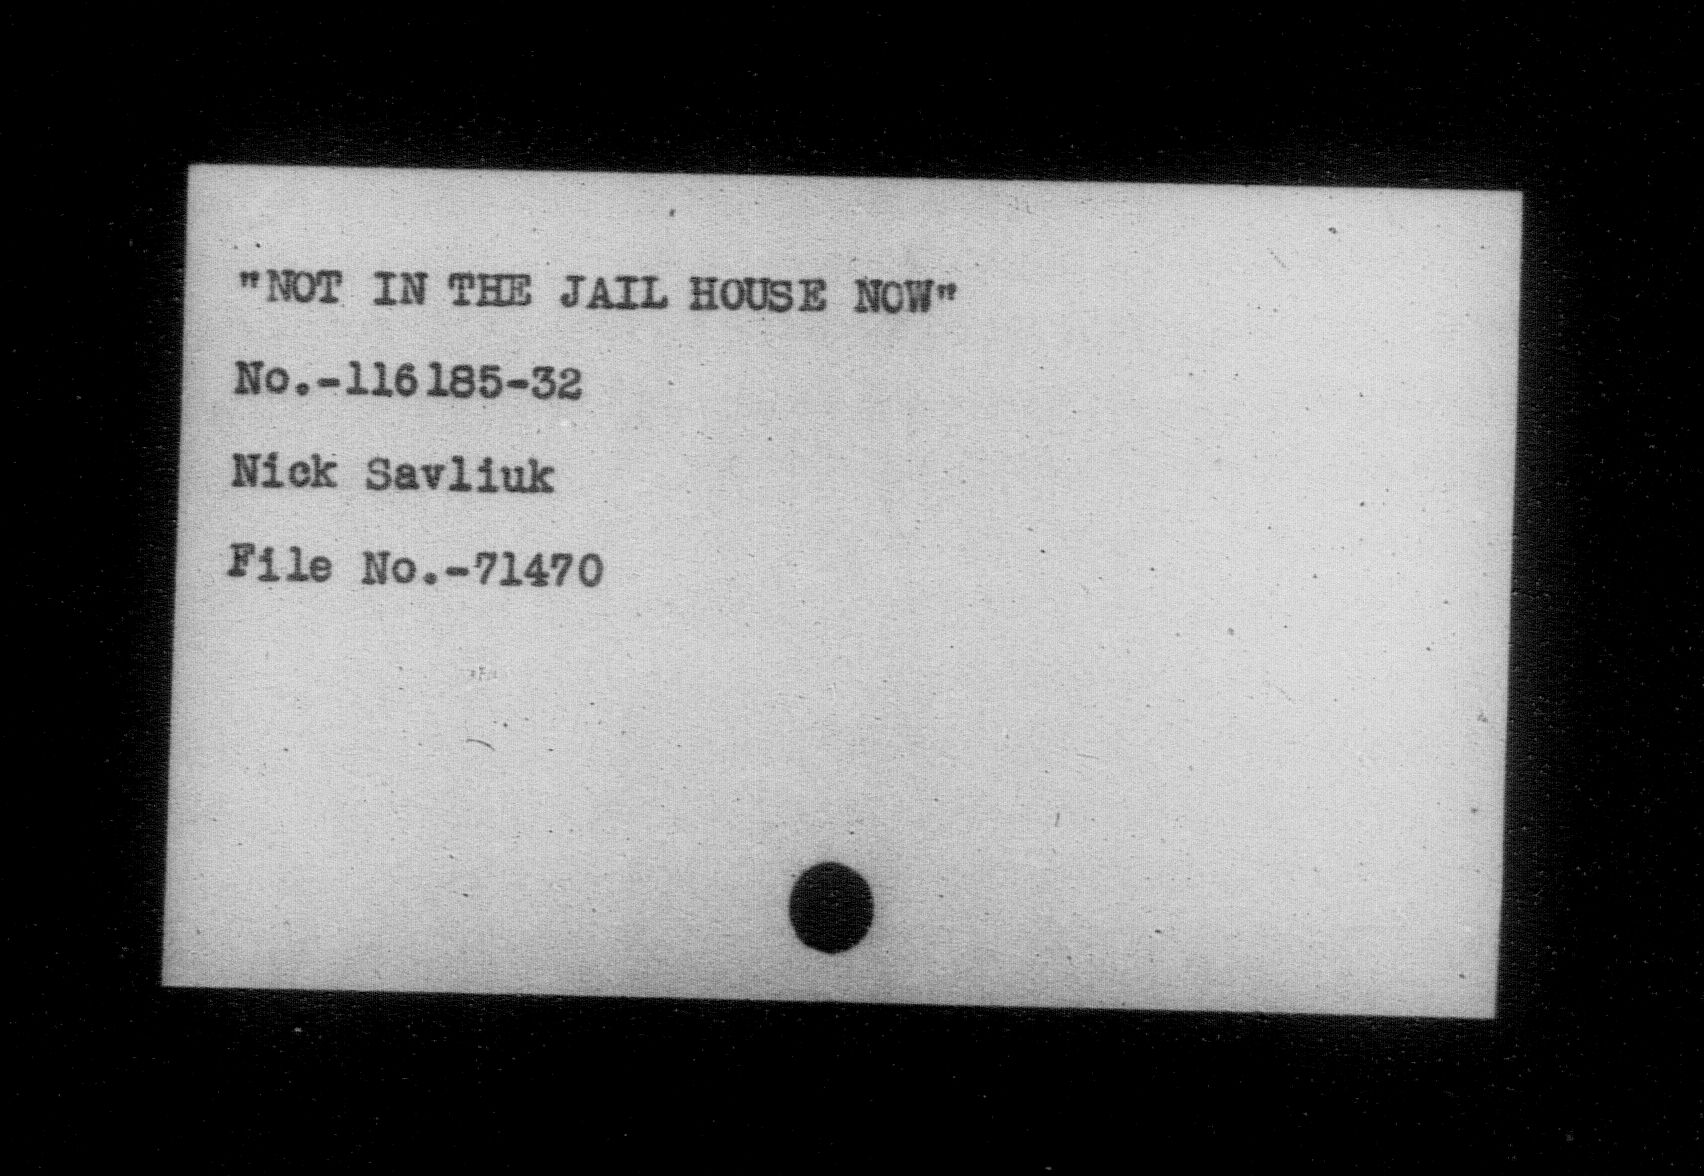 "NOT IN THE JAIL HOUSE NOW"
No.-116185-32
Nick Savliuk
File No.-71470